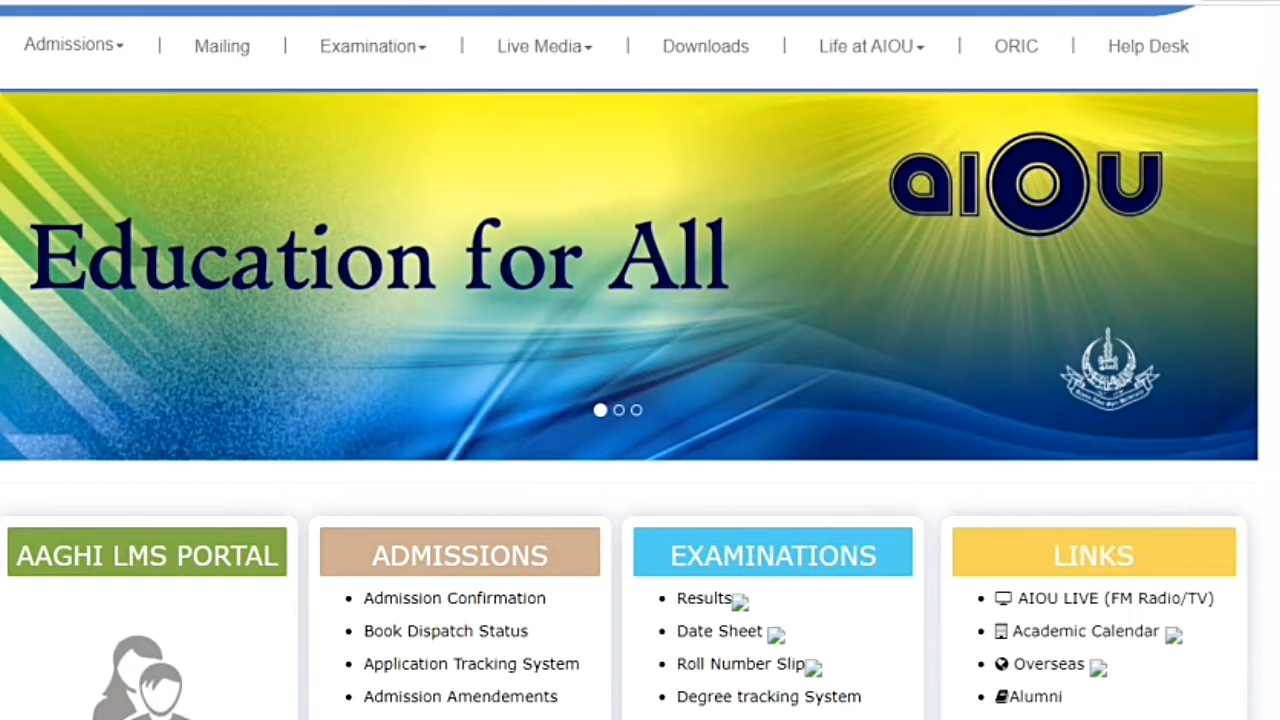 Admissions | Mailing | Examination | Live Media | Downloads | Life at AIOU | ORIC | Help Desk
AIOU
Education for All
AAGHI LMS PORTAL
ADMISSIONS
Admission Confirmation
Book Dispatch Status
Application Tracking System
Admission Amendements
EXAMINATIONS
Results
Date Sheet
Roll Number Slip
Degree tracking System
LINKS
AIOU LIVE (FM Radio/TV)
Academic Calendar
Overseas
Alumni